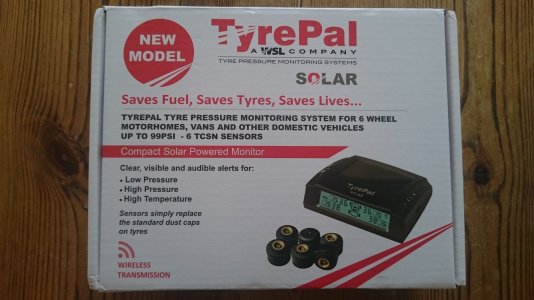 NEW
MODEL
TyrePal
A WSL COMPANY
TYRE PRESSURE MONITORING SYSTEMS
SOLAR
Saves Fuel, Saves Tyres, Saves Lives...
TYREPAL TYRE PRESSURE MONITORING SYSTEM FOR 6 WHEEL
MOTORHOMES, VANS AND OTHER DOMESTIC VEHICLES
UP TO 99PSI - 6 TCSN SENSORS
Compact Solar Powered Monitor
Clear, visible and audible alerts for:
• Low Pressure
• High Pressure
• High Temperature
Sensors simply replace
the standard dust caps
on tyres
WIRELESS
TRANSMISSION
TyrePal
SOLAR